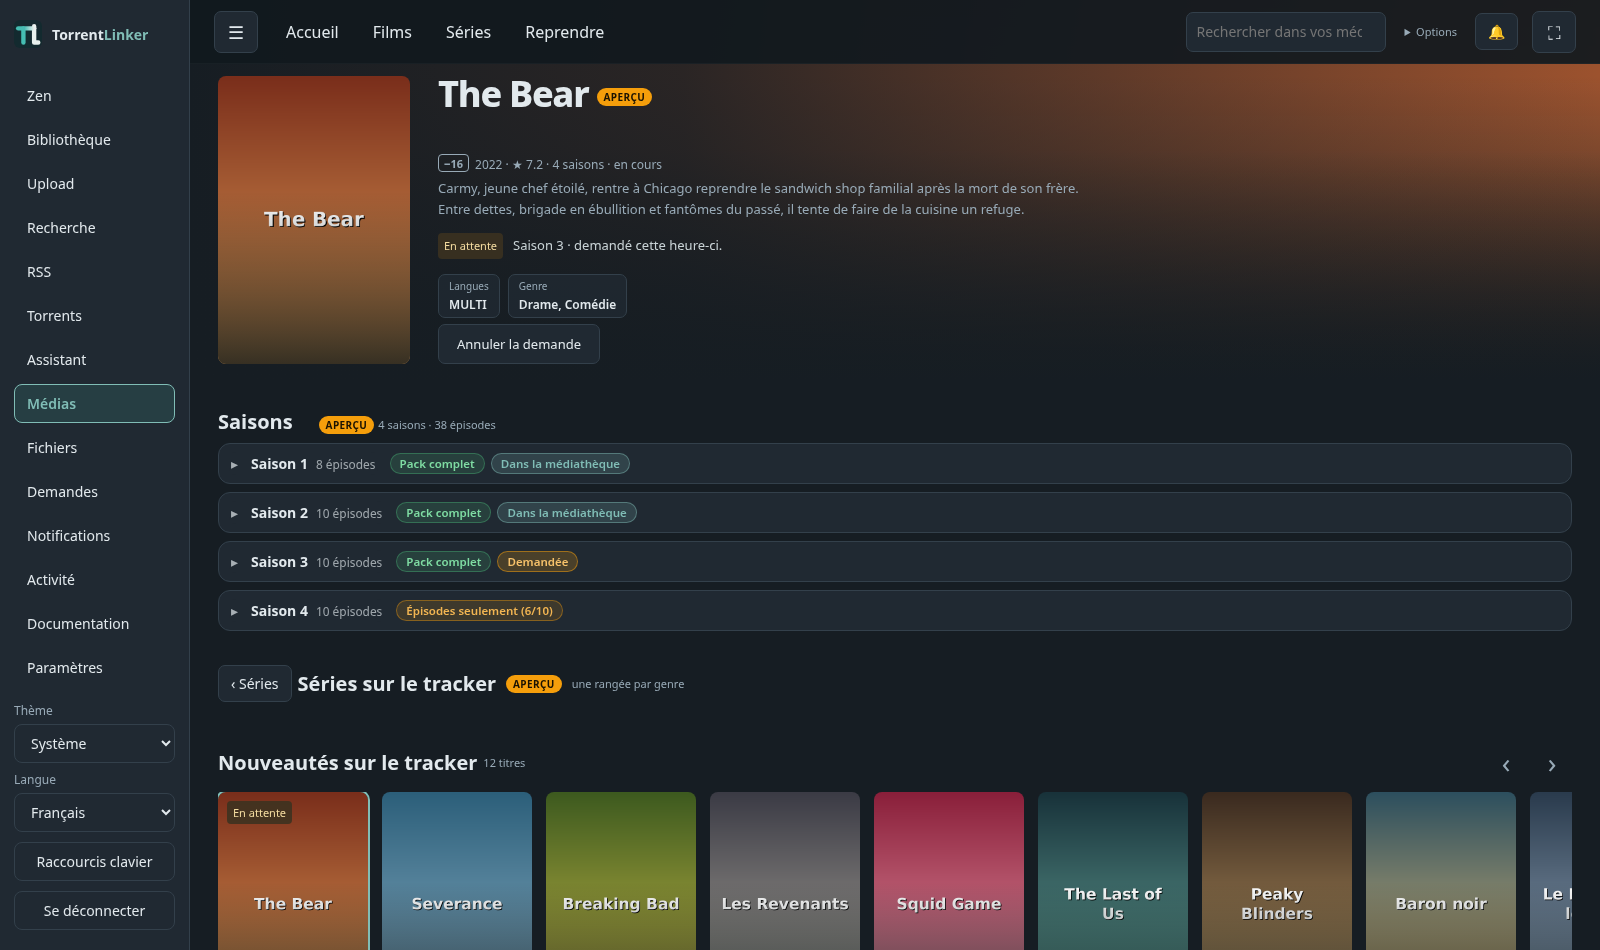 TorrentLinker
Zen
Bibliothèque
Upload
Recherche
RSS
Torrents
Assistant
Médias
Fichiers
Demandes
Notifications
Activité
Documentation
Paramètres
Thème
Système
Langue
Français
Raccourcis clavier
Se déconnecter
Accueil Films Séries Reprendre
Rechercher dans vos méc
Options
The Bear
The Bear APERÇU
−16 2022 · ★ 7.2 · 4 saisons · en cours
Carmy, jeune chef étoilé, rentre à Chicago reprendre le sandwich shop familial après la mort de son frère.
Entre dettes, brigade en ébullition et fantômes du passé, il tente de faire de la cuisine un refuge.
En attente Saison 3 · demandé cette heure-ci.
Langues
MULTI
Genre
Drame, Comédie
Annuler la demande
Saisons APERÇU 4 saisons · 38 épisodes
Saison 1 8 épisodes Pack complet Dans la médiathèque
Saison 2 10 épisodes Pack complet Dans la médiathèque
Saison 3 10 épisodes Pack complet Demandée
Saison 4 10 épisodes Épisodes seulement (6/10)
‹ Séries Séries sur le tracker APERÇU une rangée par genre
Nouveautés sur le tracker 12 titres
En attente
The Bear
Severance
Breaking Bad
Les Revenants
Squid Game
The Last of
Us
Peaky
Blinders
Baron noir
Le